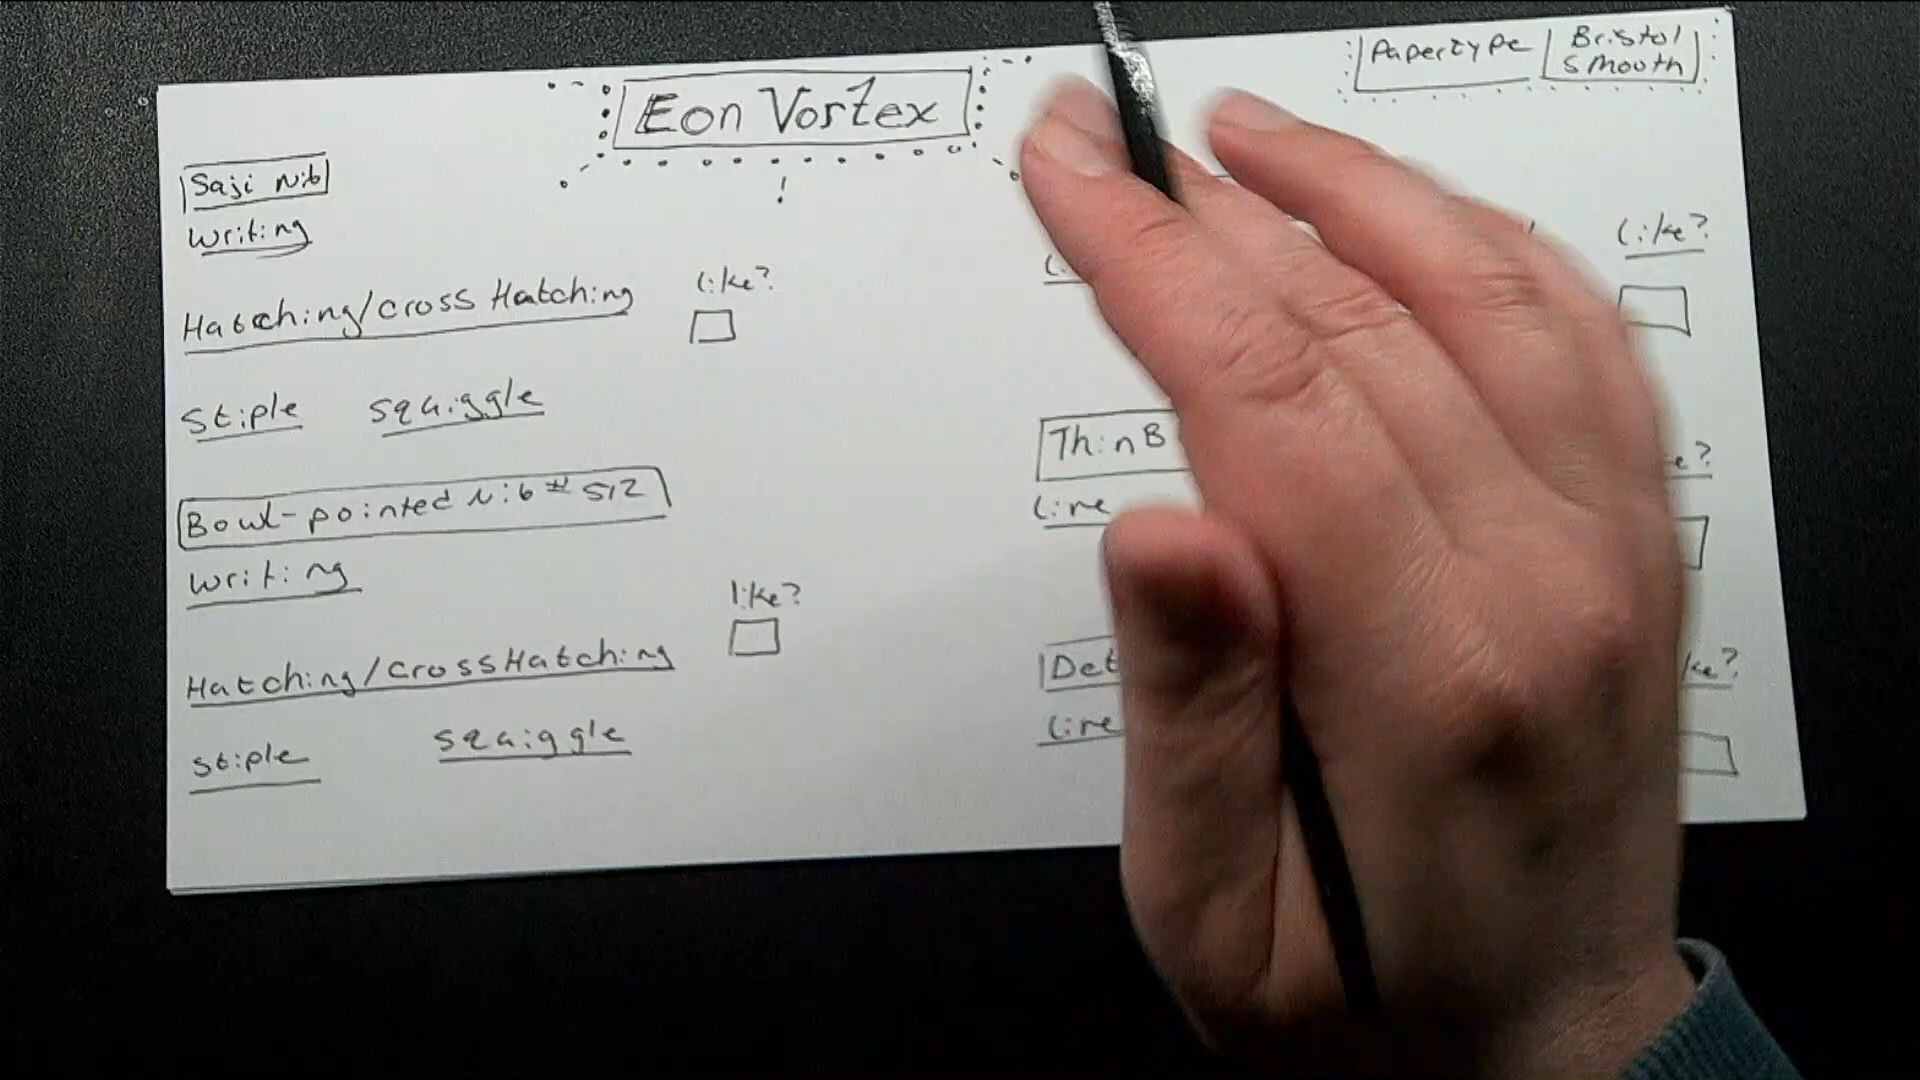 Eon Vortex
Papertype
Bristol
Smooth
Saji Nib
Writing
Hatching/cross Hatching
like?
Stiple
squiggle
Bowl-pointed Nib # 512
writing
Hatching/crossHatching
like?
stiple
squiggle
like?
Thin B
line
Det
line